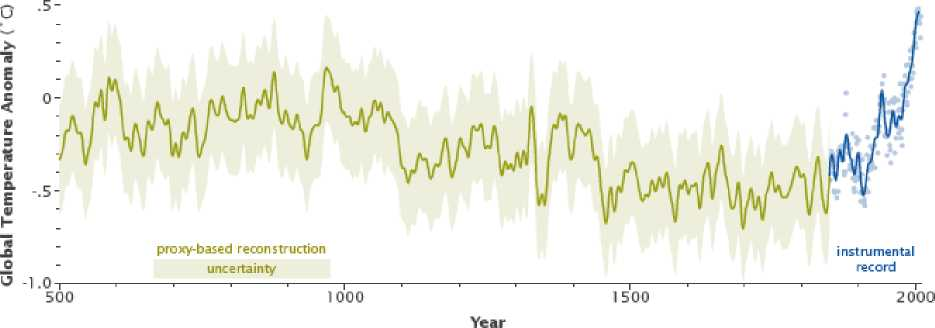 Global Temperature Anomaly (°C)
.5
0
-.5
-1.0
proxy-based reconstruction
uncertainty
instrumental
record
500
1000
1500
2000
Year